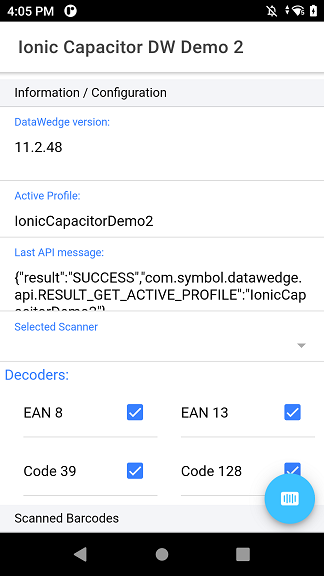 4:05 PM
Ionic Capacitor DW Demo 2
Information / Configuration
DataWedge version:
11.2.48
Active Profile:
IonicCapacitorDemo2
Last API message:
{"result":"SUCCESS","com.symbol.datawedge.
api.RESULT_GET_ACTIVE_PROFILE":"IonicCap
acitorDemo2"}
Selected Scanner
Decoders:
EAN 8
EAN 13
Code 39
Code 128
Scanned Barcodes